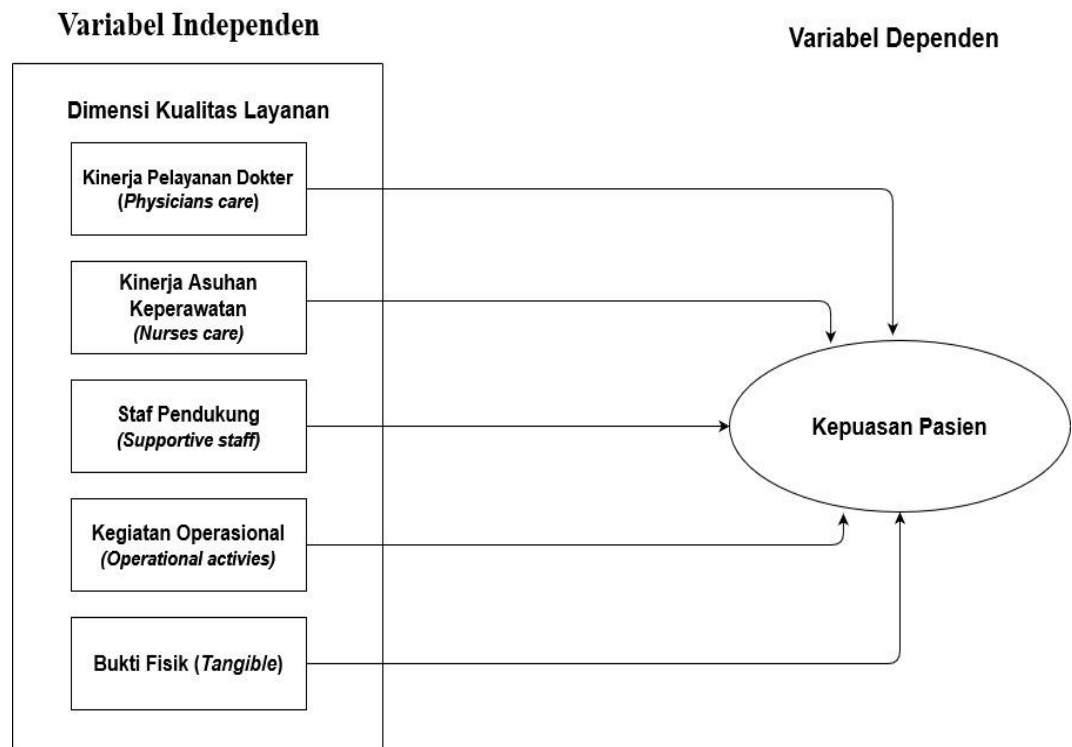 Variabel Independen
Variabel Dependen
Dimensi Kualitas Layanan
Kinerja Pelayanan Dokter
(Physicians care)
Kinerja Asuhan
Keperawatan
(Nurses care)
Staf Pendukung
(Supportive staff)
Kegiatan Operasional
(Operational activies)
Bukti Fisik (Tangible)
Kepuasan Pasien